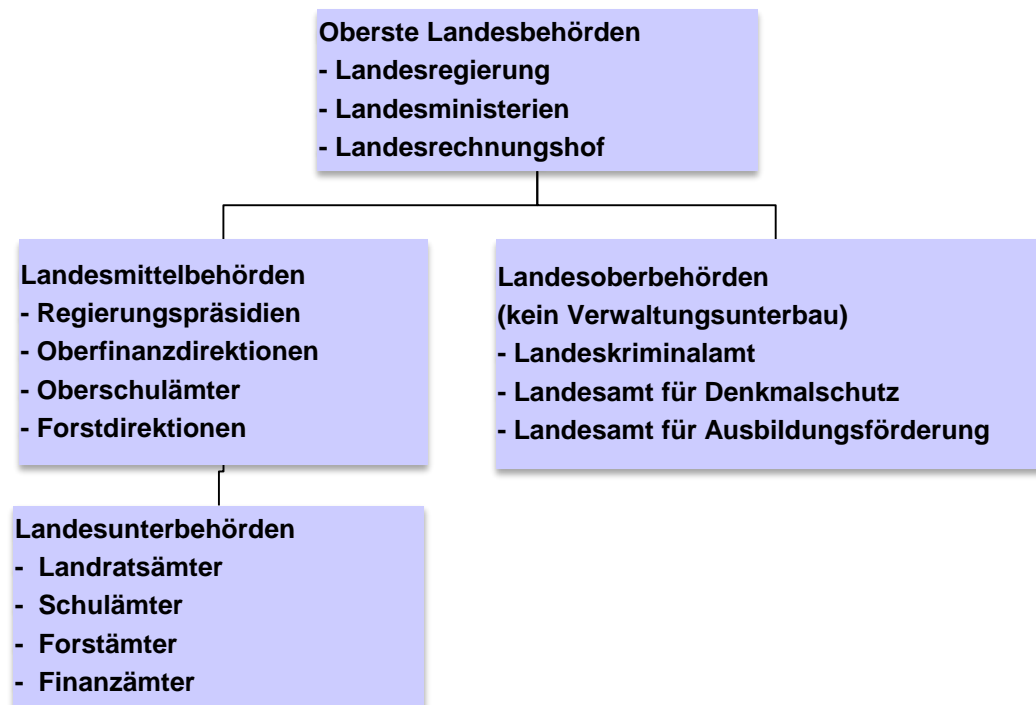 Oberste Landesbehörden
- Landesregierung
- Landesministerien
- Landesrechnungshof
Landesmittelbehörden
- Regierungspräsidien
- Oberfinanzdirektionen
- Oberschulämter
- Forstdirektionen
Landesoberbehörden
(kein Verwaltungsunterbau)
- Landeskriminalamt
- Landesamt für Denkmalschutz
- Landesamt für Ausbildungsförderung
Landesunterbehörden
- Landratsämter
- Schulämter
- Forstämter
- Finanzämter